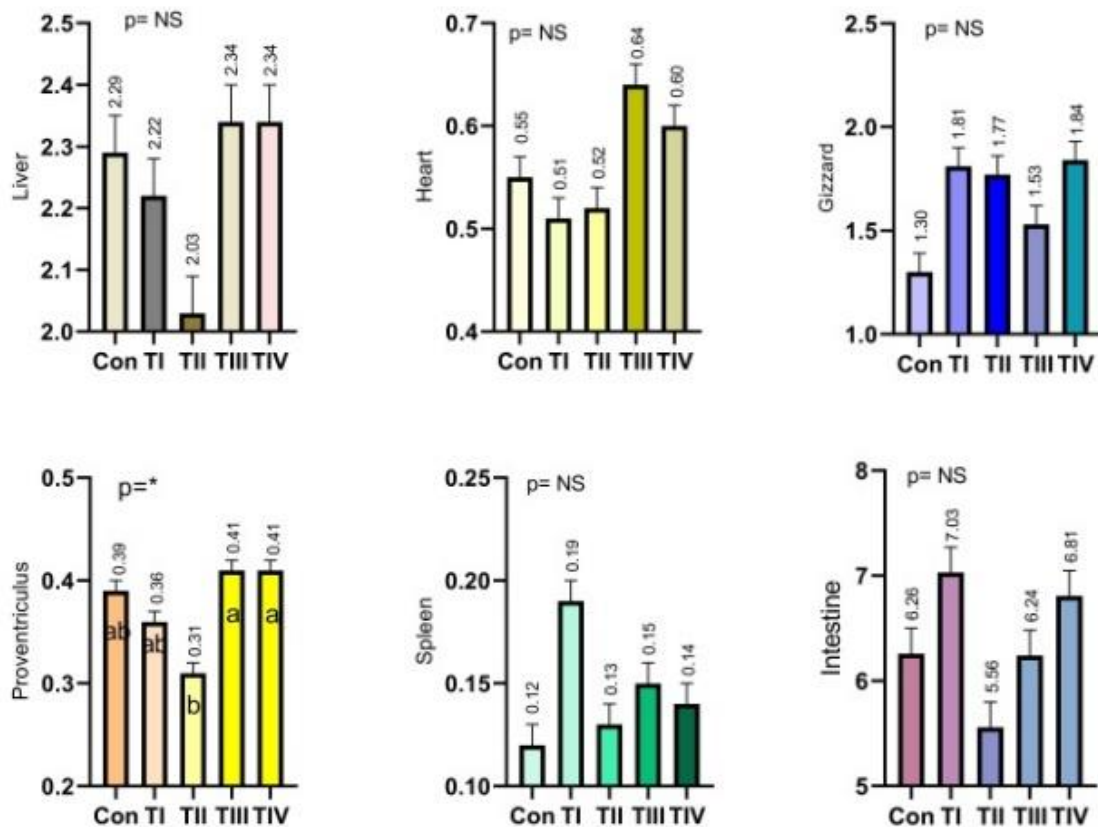 p= NS
Liver
2.5
2.4
2.3
2.2
2.1
2.0
2.29
2.22
2.03
2.34
2.34
Con TI TII TIII TIV
p= NS
Heart
0.7
0.6
0.5
0.4
0.55
0.51
0.52
0.64
0.60
Con TI TII TIII TIV
p= NS
Gizzard
2.5
2.0
1.5
1.0
1.30
1.81
1.77
1.53
1.84
Con TI TII TIII TIV
p=*
Proventriculus
0.5
0.4
0.3
0.2
0.39
0.36
0.31
0.41
0.41
ab
ab
b
a
a
Con TI TII TIII TIV
p= NS
Spleen
0.25
0.20
0.15
0.10
0.12
0.19
0.13
0.15
0.14
Con TI TII TIII TIV
p= NS
Intestine
8
7
6
5
6.26
7.03
5.56
6.24
6.81
Con TI TII TIII TIV